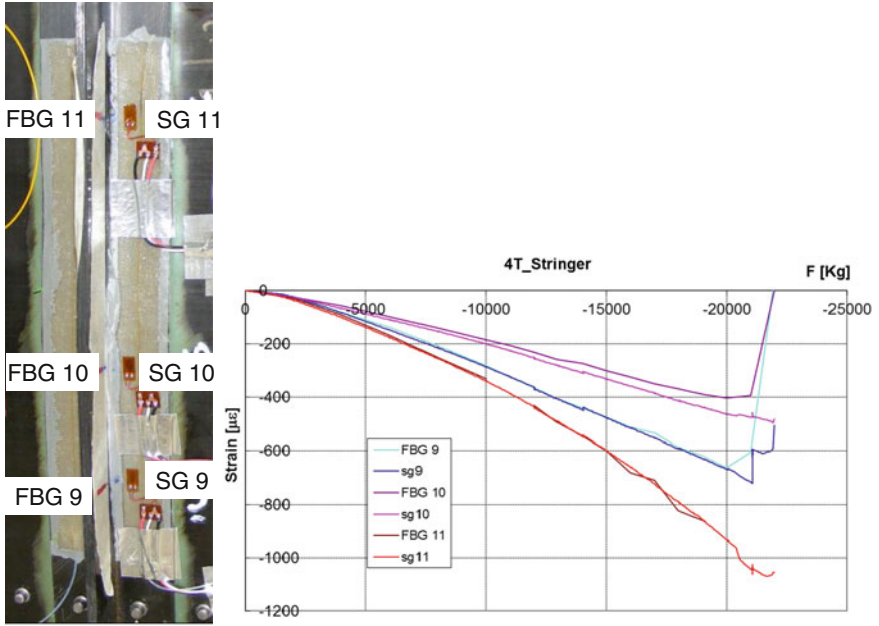 FBG 11
SG 11
FBG 10
SG 10
SG 9
FBG 9
4T_Stringer
F [Kg]
0
-5000
-10000
-15000
-20000
-25000
0
-200
-400
-600
-800
-1000
-1200
Strain [µε]
FBG 9
sg9
FBG 10
sg10
FBG 11
sg11